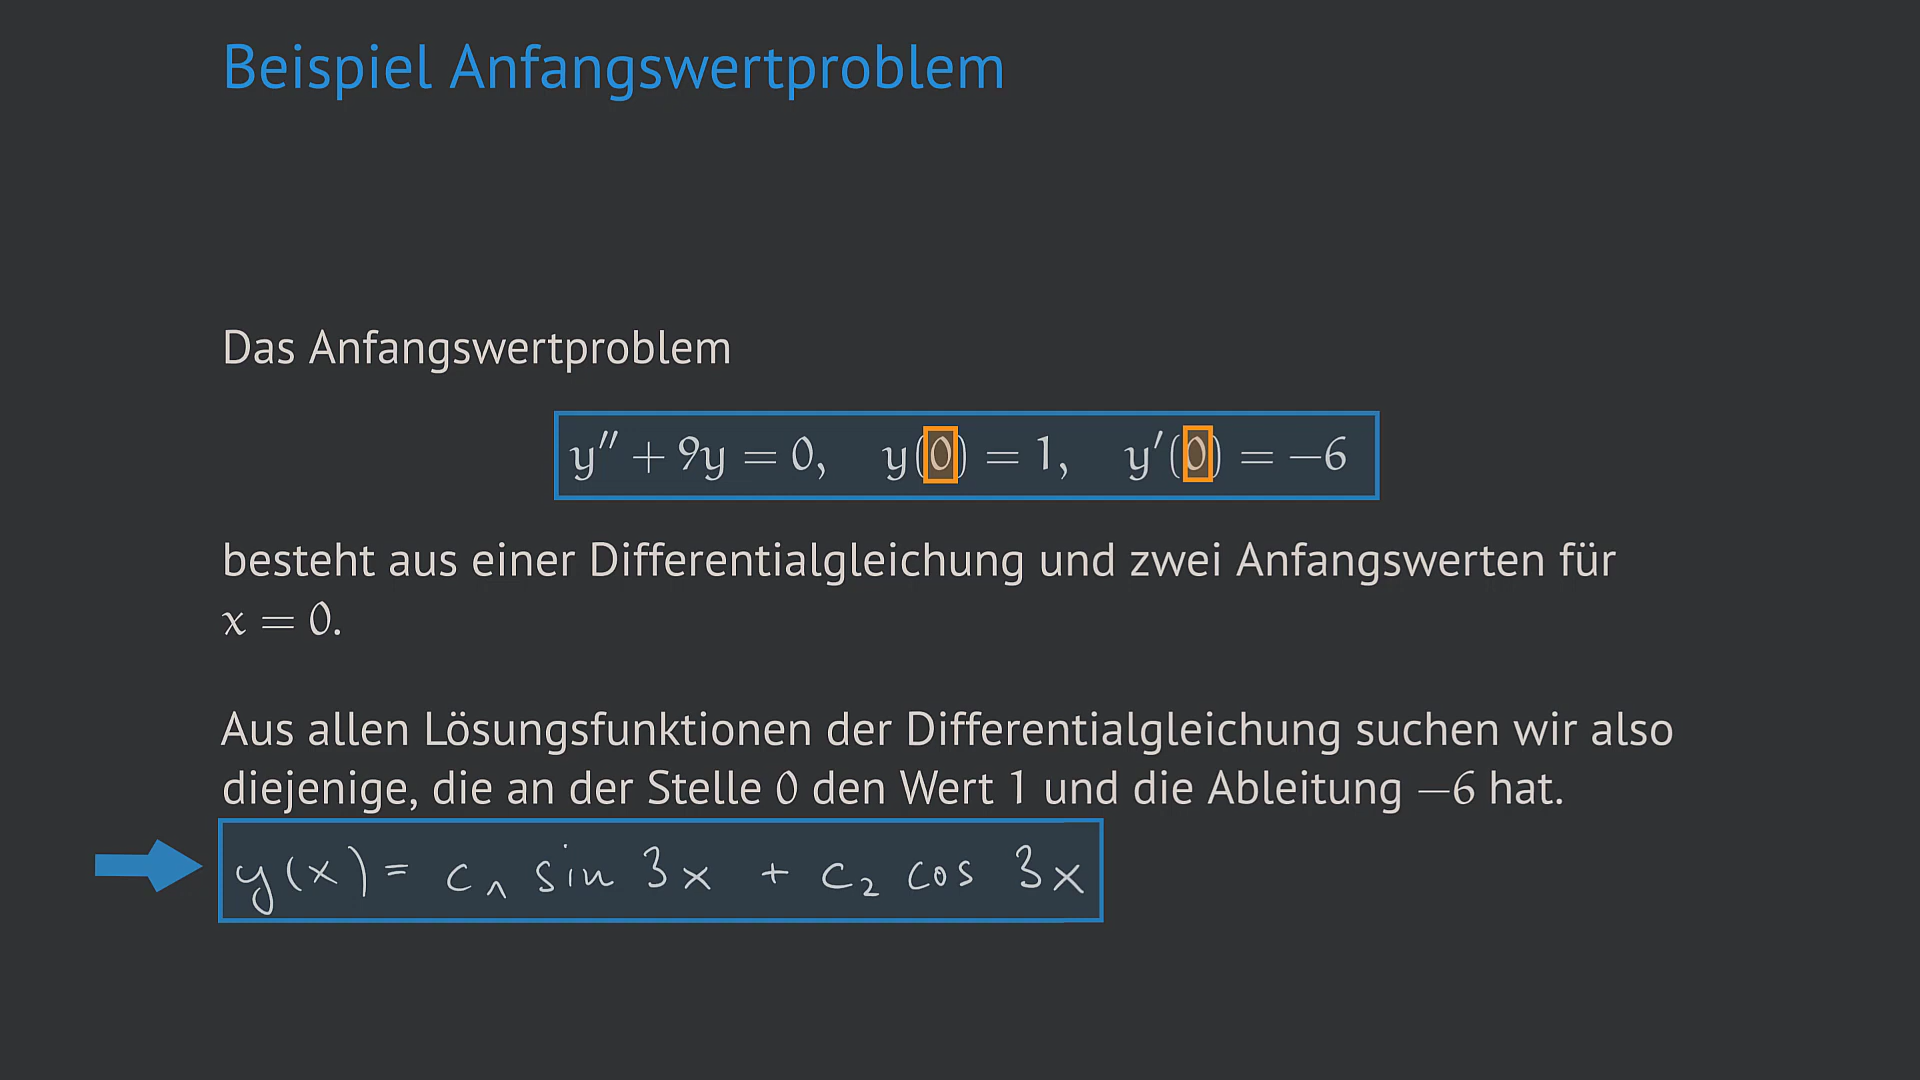 Beispiel Anfangswertproblem
Das Anfangswertproblem
y″ + 9y = 0, y(0) = 1, y′(0) = −6
besteht aus einer Differentialgleichung und zwei Anfangswerten für
x = 0.
Aus allen Lösungsfunktionen der Differentialgleichung suchen wir also
diejenige, die an der Stelle 0 den Wert 1 und die Ableitung −6 hat.
y(x) = c₁ sin 3x + c₂ cos 3x